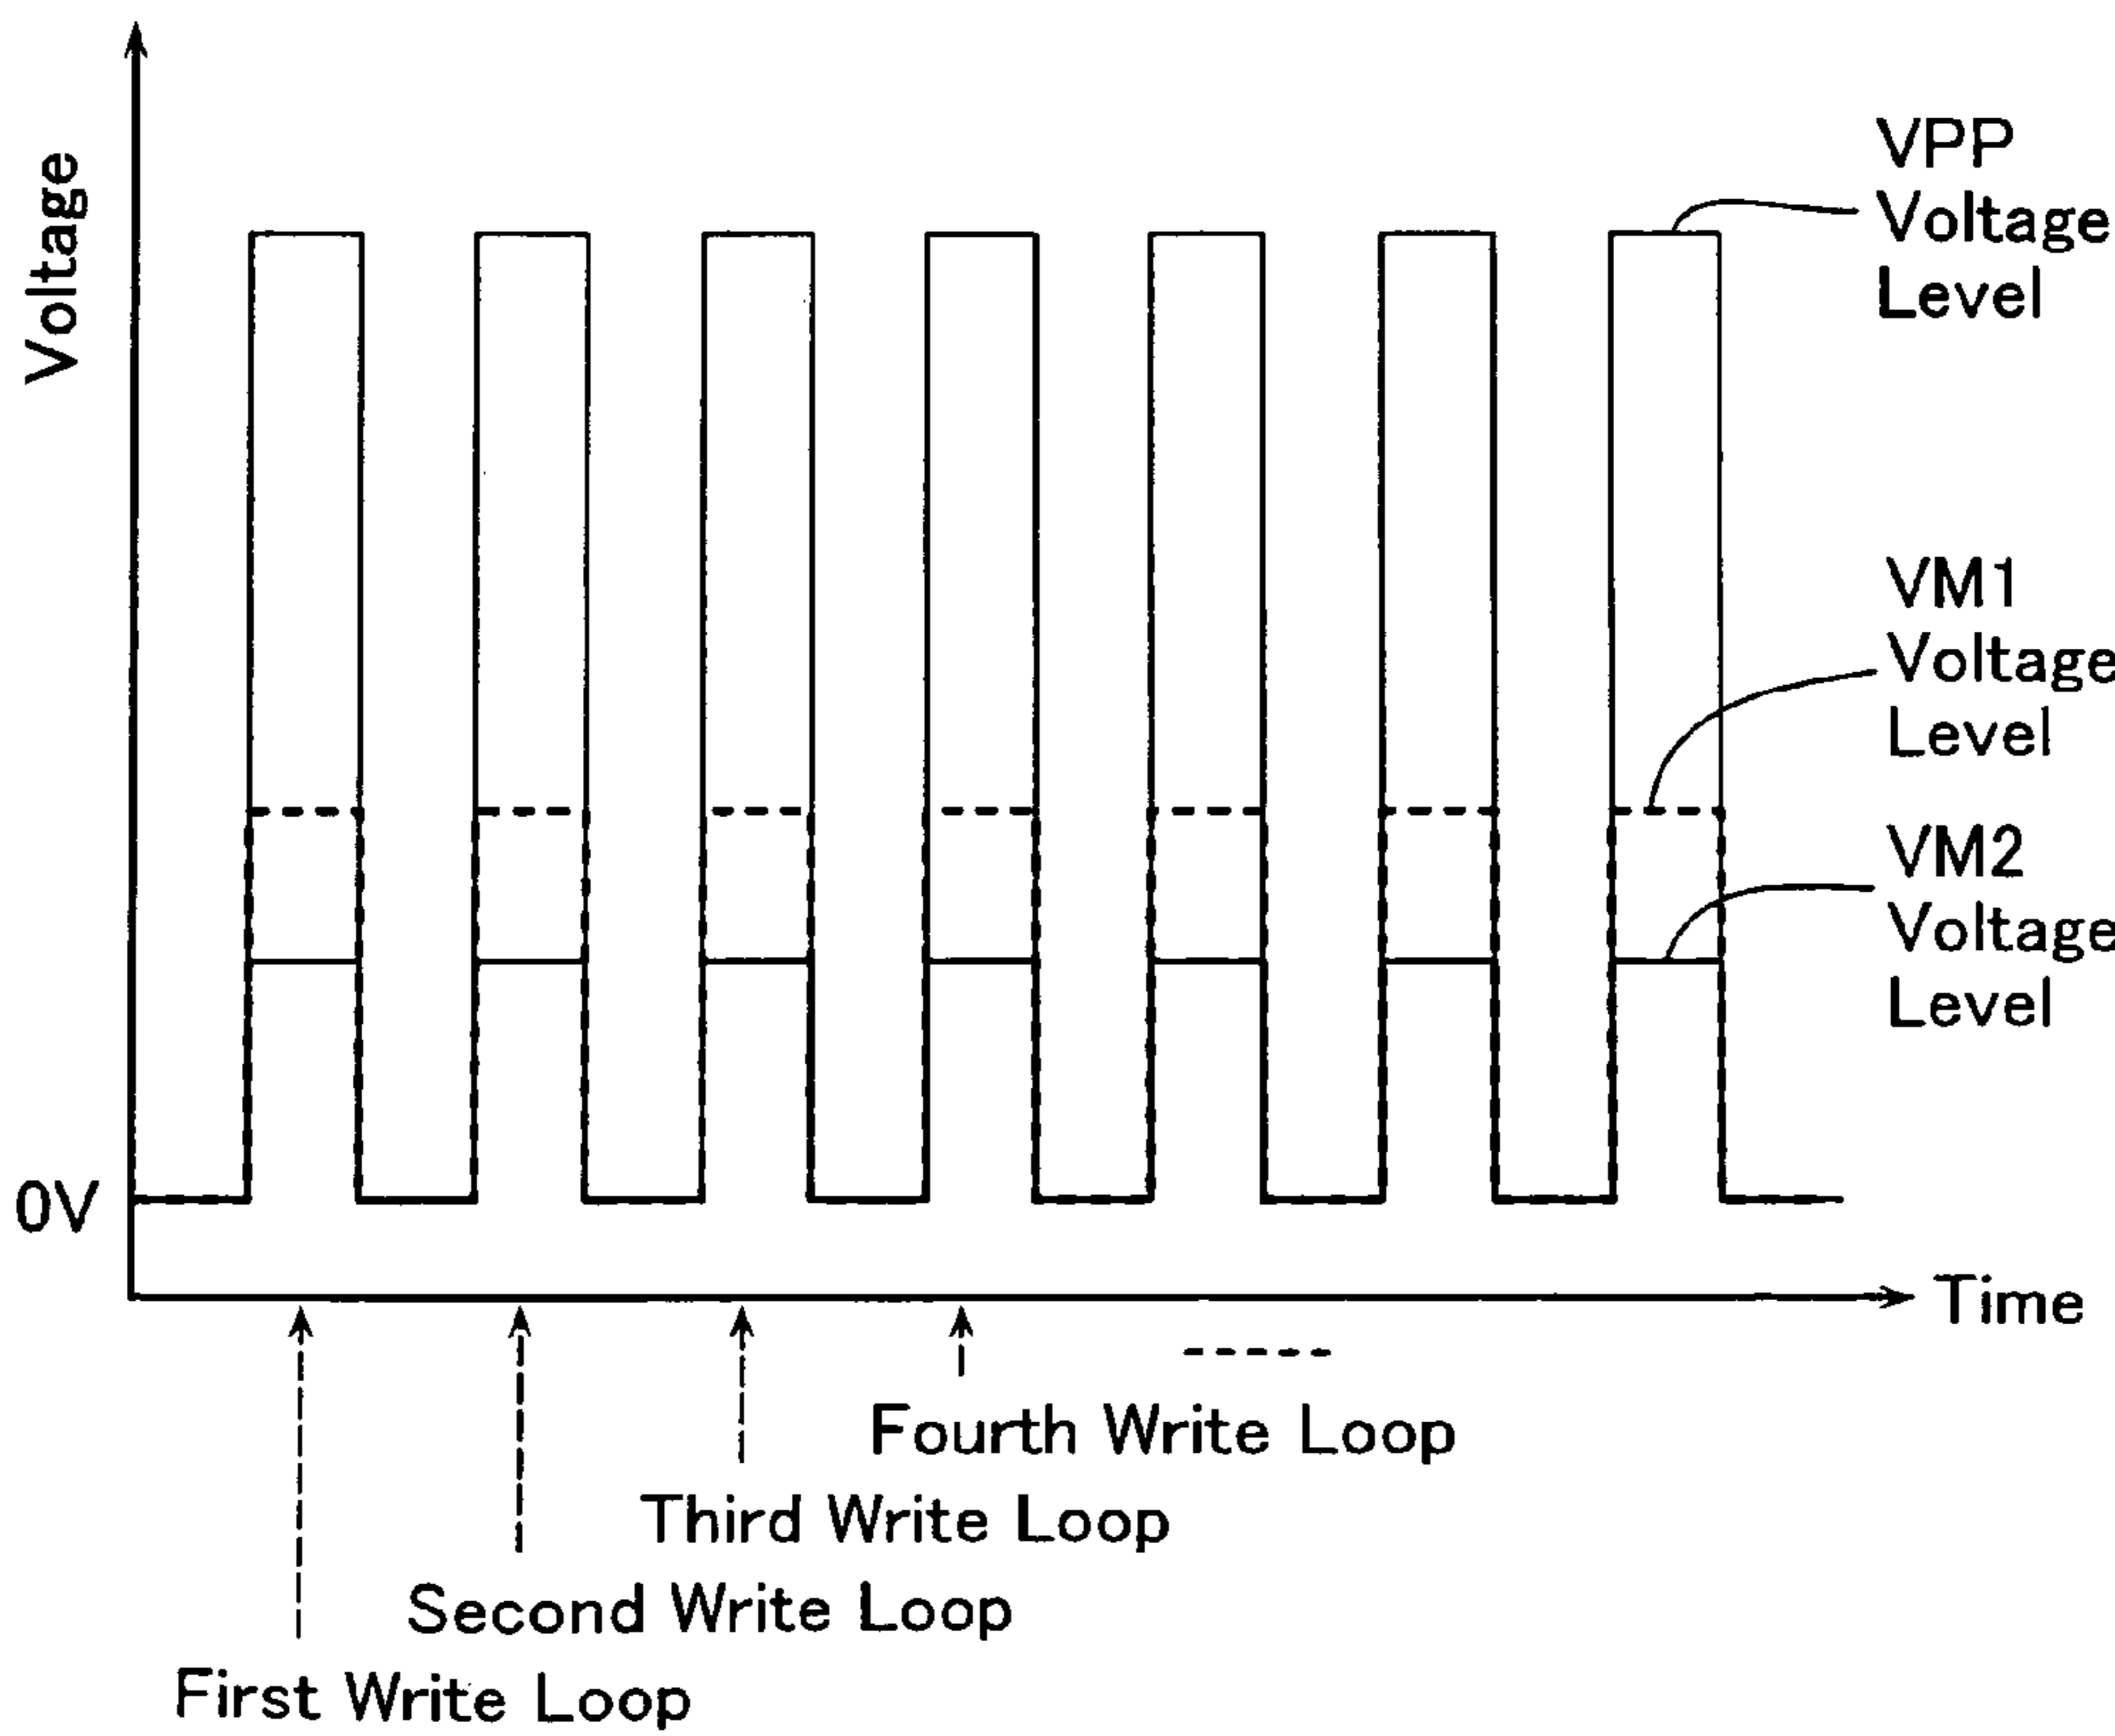 Voltage
VPP
Voltage
Level
VM1
Voltage
Level
VM2
Voltage
Level
0V
Time
Fourth Write Loop
Third Write Loop
Second Write Loop
First Write Loop